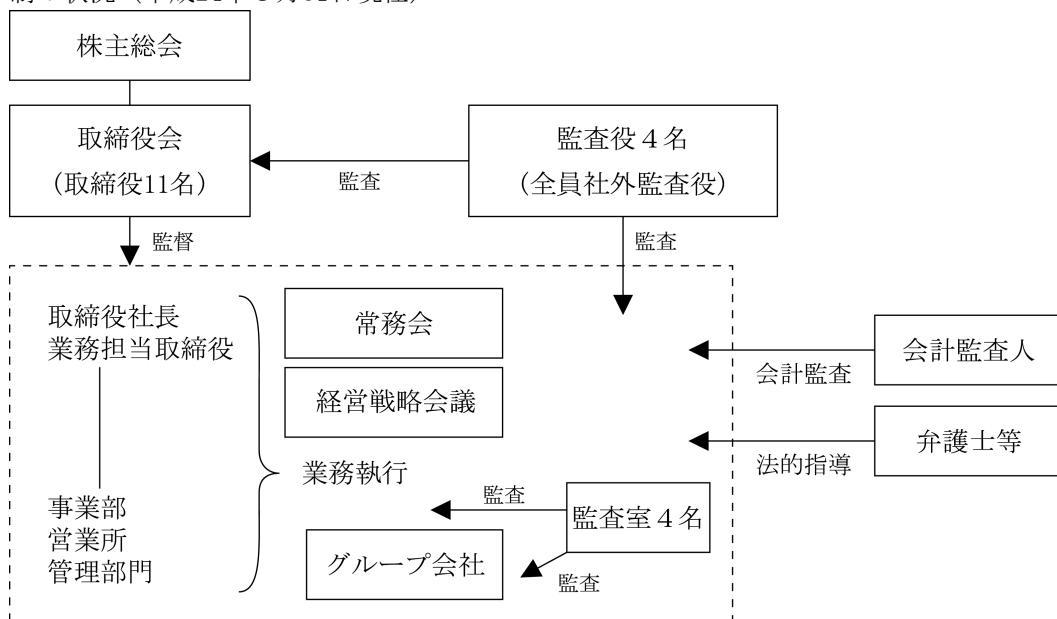 株主総会
取締役会
(取締役11名)
監査役4名
(全員社外監査役)
監査
監督
監査
取締役社長
業務担当取締役
常務会
経営戦略会議
会計監査人
会計監査
弁護士等
法的指導
業務執行
監査
監査室4名
事業部
営業所
管理部門
グループ会社
監査